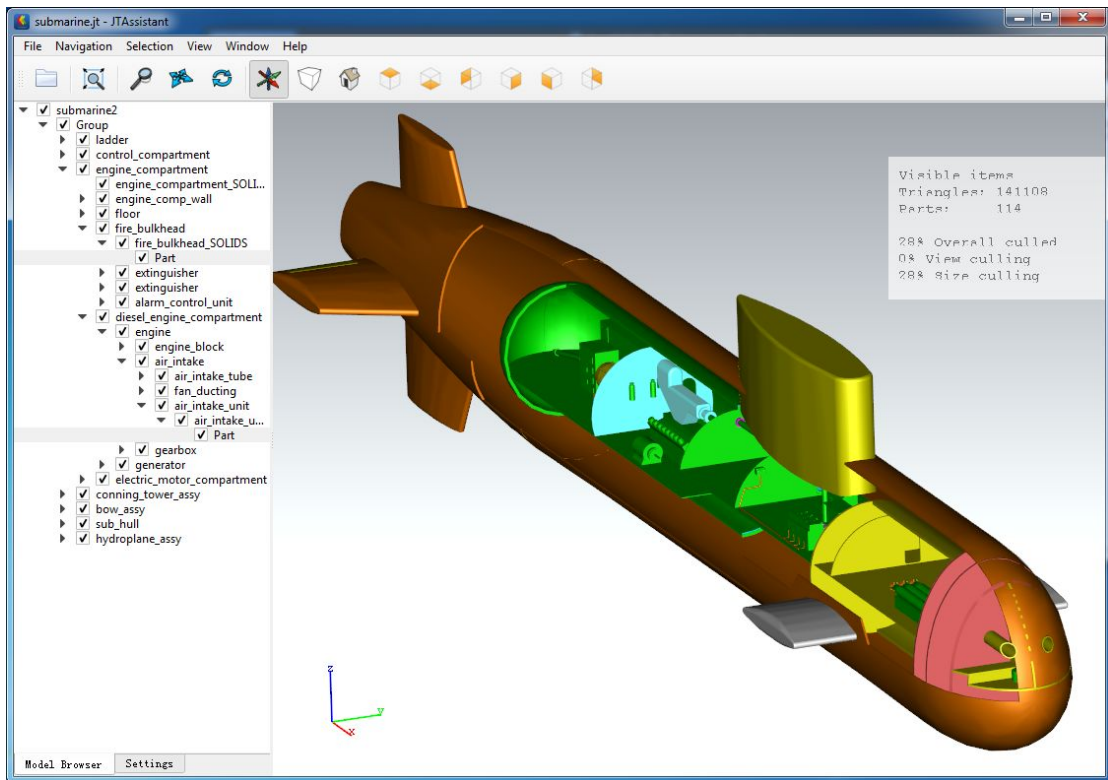 submarine.jt - JTAssistant
File Navigation Selection View Window Help
submarine2
Group
ladder
control_compartment
engine_compartment
engine_compartment_SOLI...
engine_comp_wall
floor
fire_bulkhead
fire_bulkhead_SOLIDS
Part
extinguisher
extinguisher
alarm_control_unit
diesel_engine_compartment
engine
engine_block
air_intake
air_intake_tube
fan_ducting
air_intake_unit
air_intake_u...
Part
gearbox
generator
electric_motor_compartment
conning_tower_assy
bow_assy
sub_hull
hydroplane_assy
Model Browser Settings
Visible items
Triangles: 141108
Parts: 114
28% Overall culled
0% View culling
28% Size culling
z
y
x